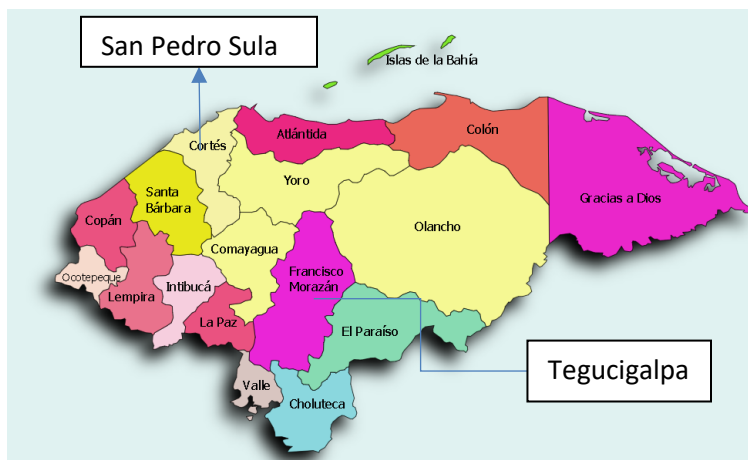 San Pedro Sula
Islas de la Bahía
Cortés
Atlántida
Colón
Santa
Bárbara
Yoro
Gracias a Dios
Copán
Olancho
Comayagua
Ocotepeque
Lempira
Intibucá
Francisco
Morazán
La Paz
El Paraíso
Tegucigalpa
Valle
Choluteca